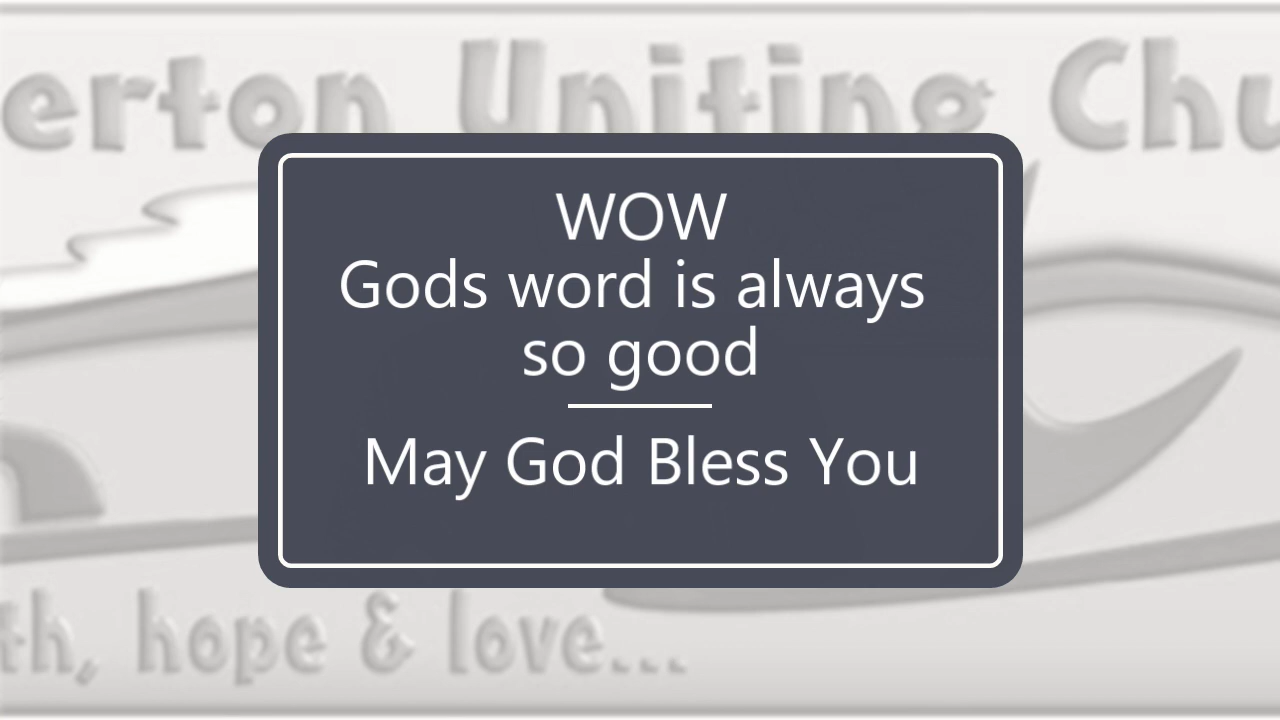 erton Uniting Chu
WOW
Gods word is always
so good
May God Bless You
th, hope & love...